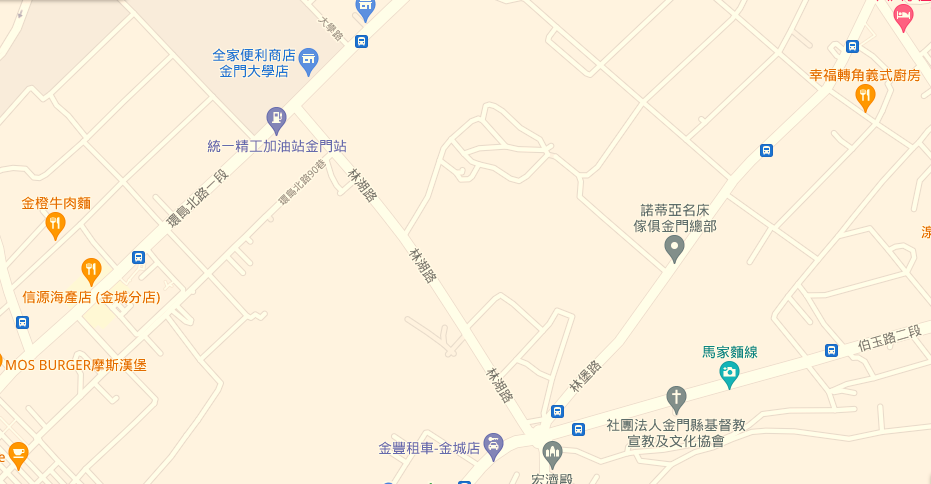 大學路
全家便利商店
金門大學店
幸福轉角義式廚房
統一精工加油站金門站
環島北路90巷
林湖路
環島北路一段
金橙牛肉麵
諾蒂亞名床
傢俱金門總部
林湖路
信源海產店 (金城分店)
伯玉路二段
馬家麵線
MOS BURGER摩斯漢堡
林湖路
林堡路
社團法人金門縣基督教
宣教及文化協會
金豐租車-金城店
宏濟殿